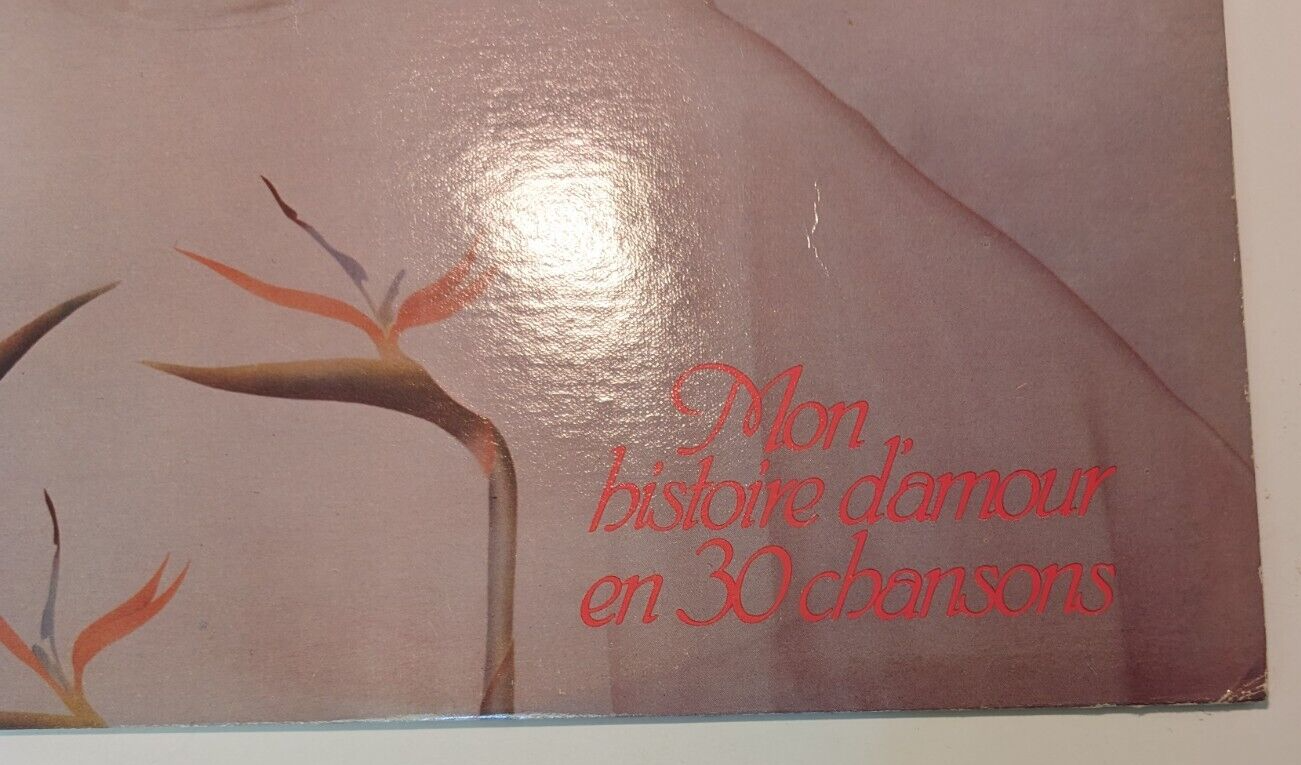 Mon
histoire d'amour
en 30 chansons